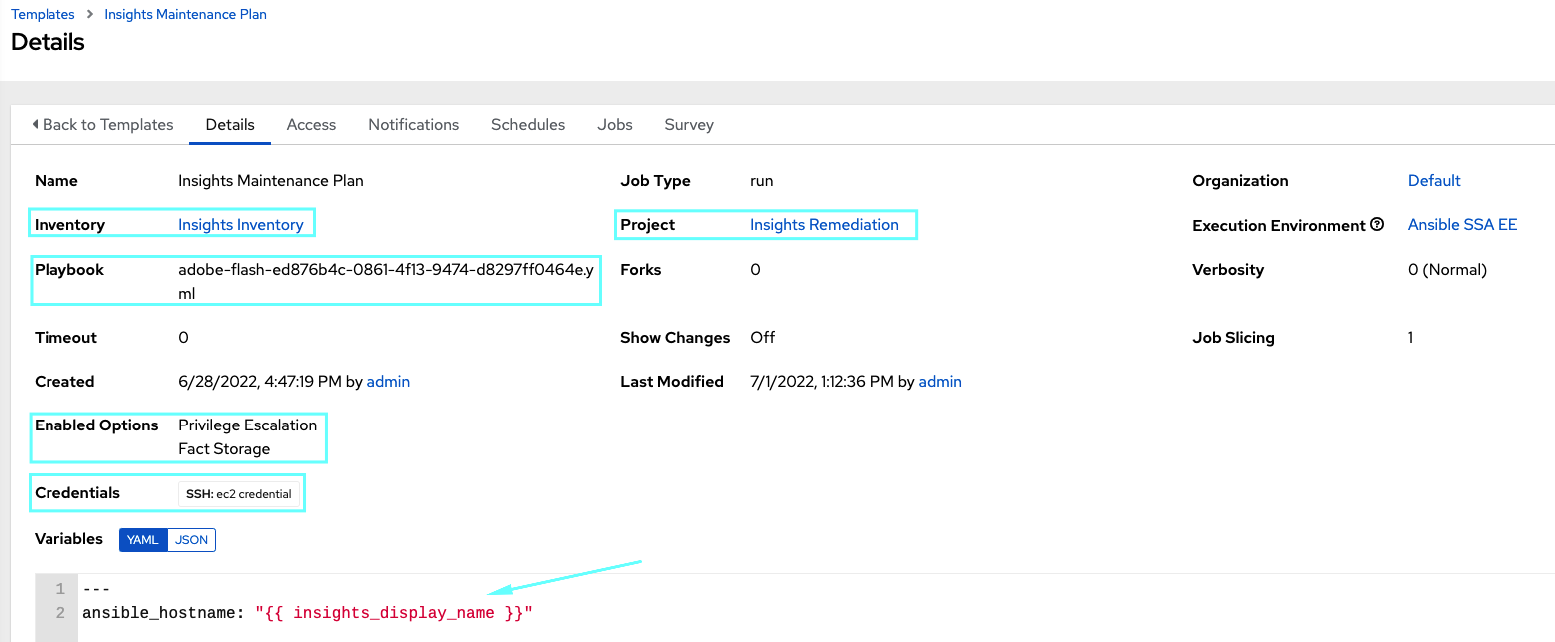 Templates > Insights Maintenance Plan
Details
Back to Templates Details Access Notifications Schedules Jobs Survey
Name Insights Maintenance Plan Job Type run Organization Default
Inventory Insights Inventory Project Insights Remediation Execution Environment Ansible SSA EE
Playbook adobe-flash-ed876b4c-0861-4f13-9474-d8297ff0464e.y Forks 0 Verbosity 0 (Normal)
ml
Timeout 0 Show Changes Off Job Slicing 1
Created 6/28/2022, 4:47:19 PM by admin Last Modified 7/1/2022, 1:12:36 PM by admin
Enabled Options Privilege Escalation
Fact Storage
Credentials SSH: ec2 credential
Variables YAML JSON
1 ---
2 ansible_hostname: "{{ insights_display_name }}"